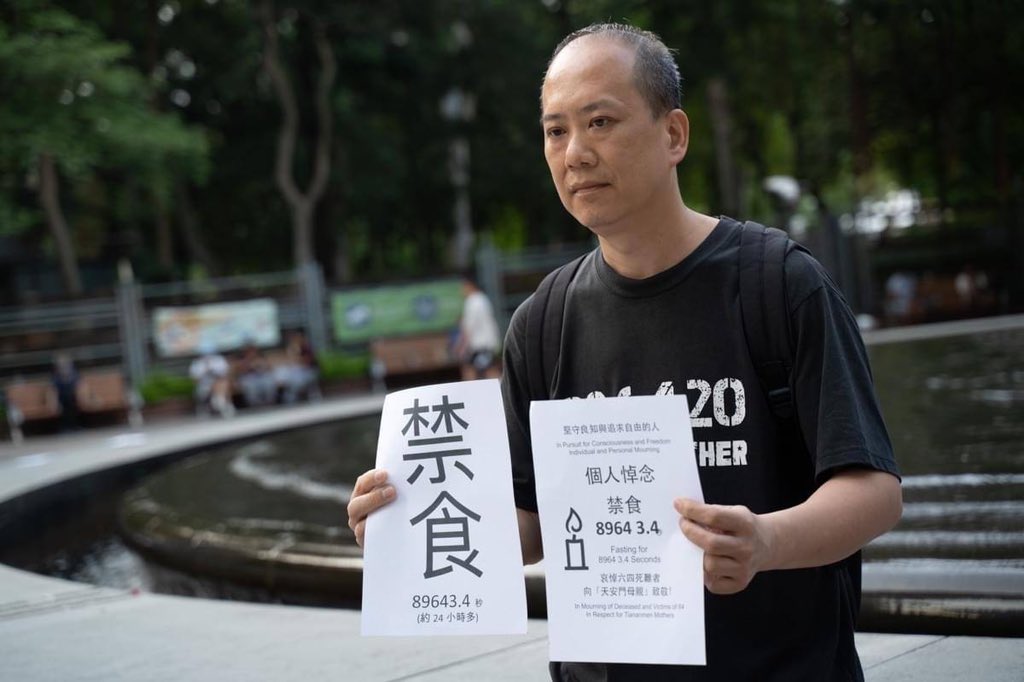 禁食
89643.4 秒
(約 24 小時多)
堅守良知與追求自由的人
In Pursuit for Consciousness and Freedom
Individual and Personal Mourning
個人悼念
禁食
8964 3.4
Fasting for
8964 3.4 Seconds
哀悼六四死難者
向「天安門母親」致敬!
In Mourning of Deceased and Victims of 64
In Respect for Tiananmen Mothers
20
THER